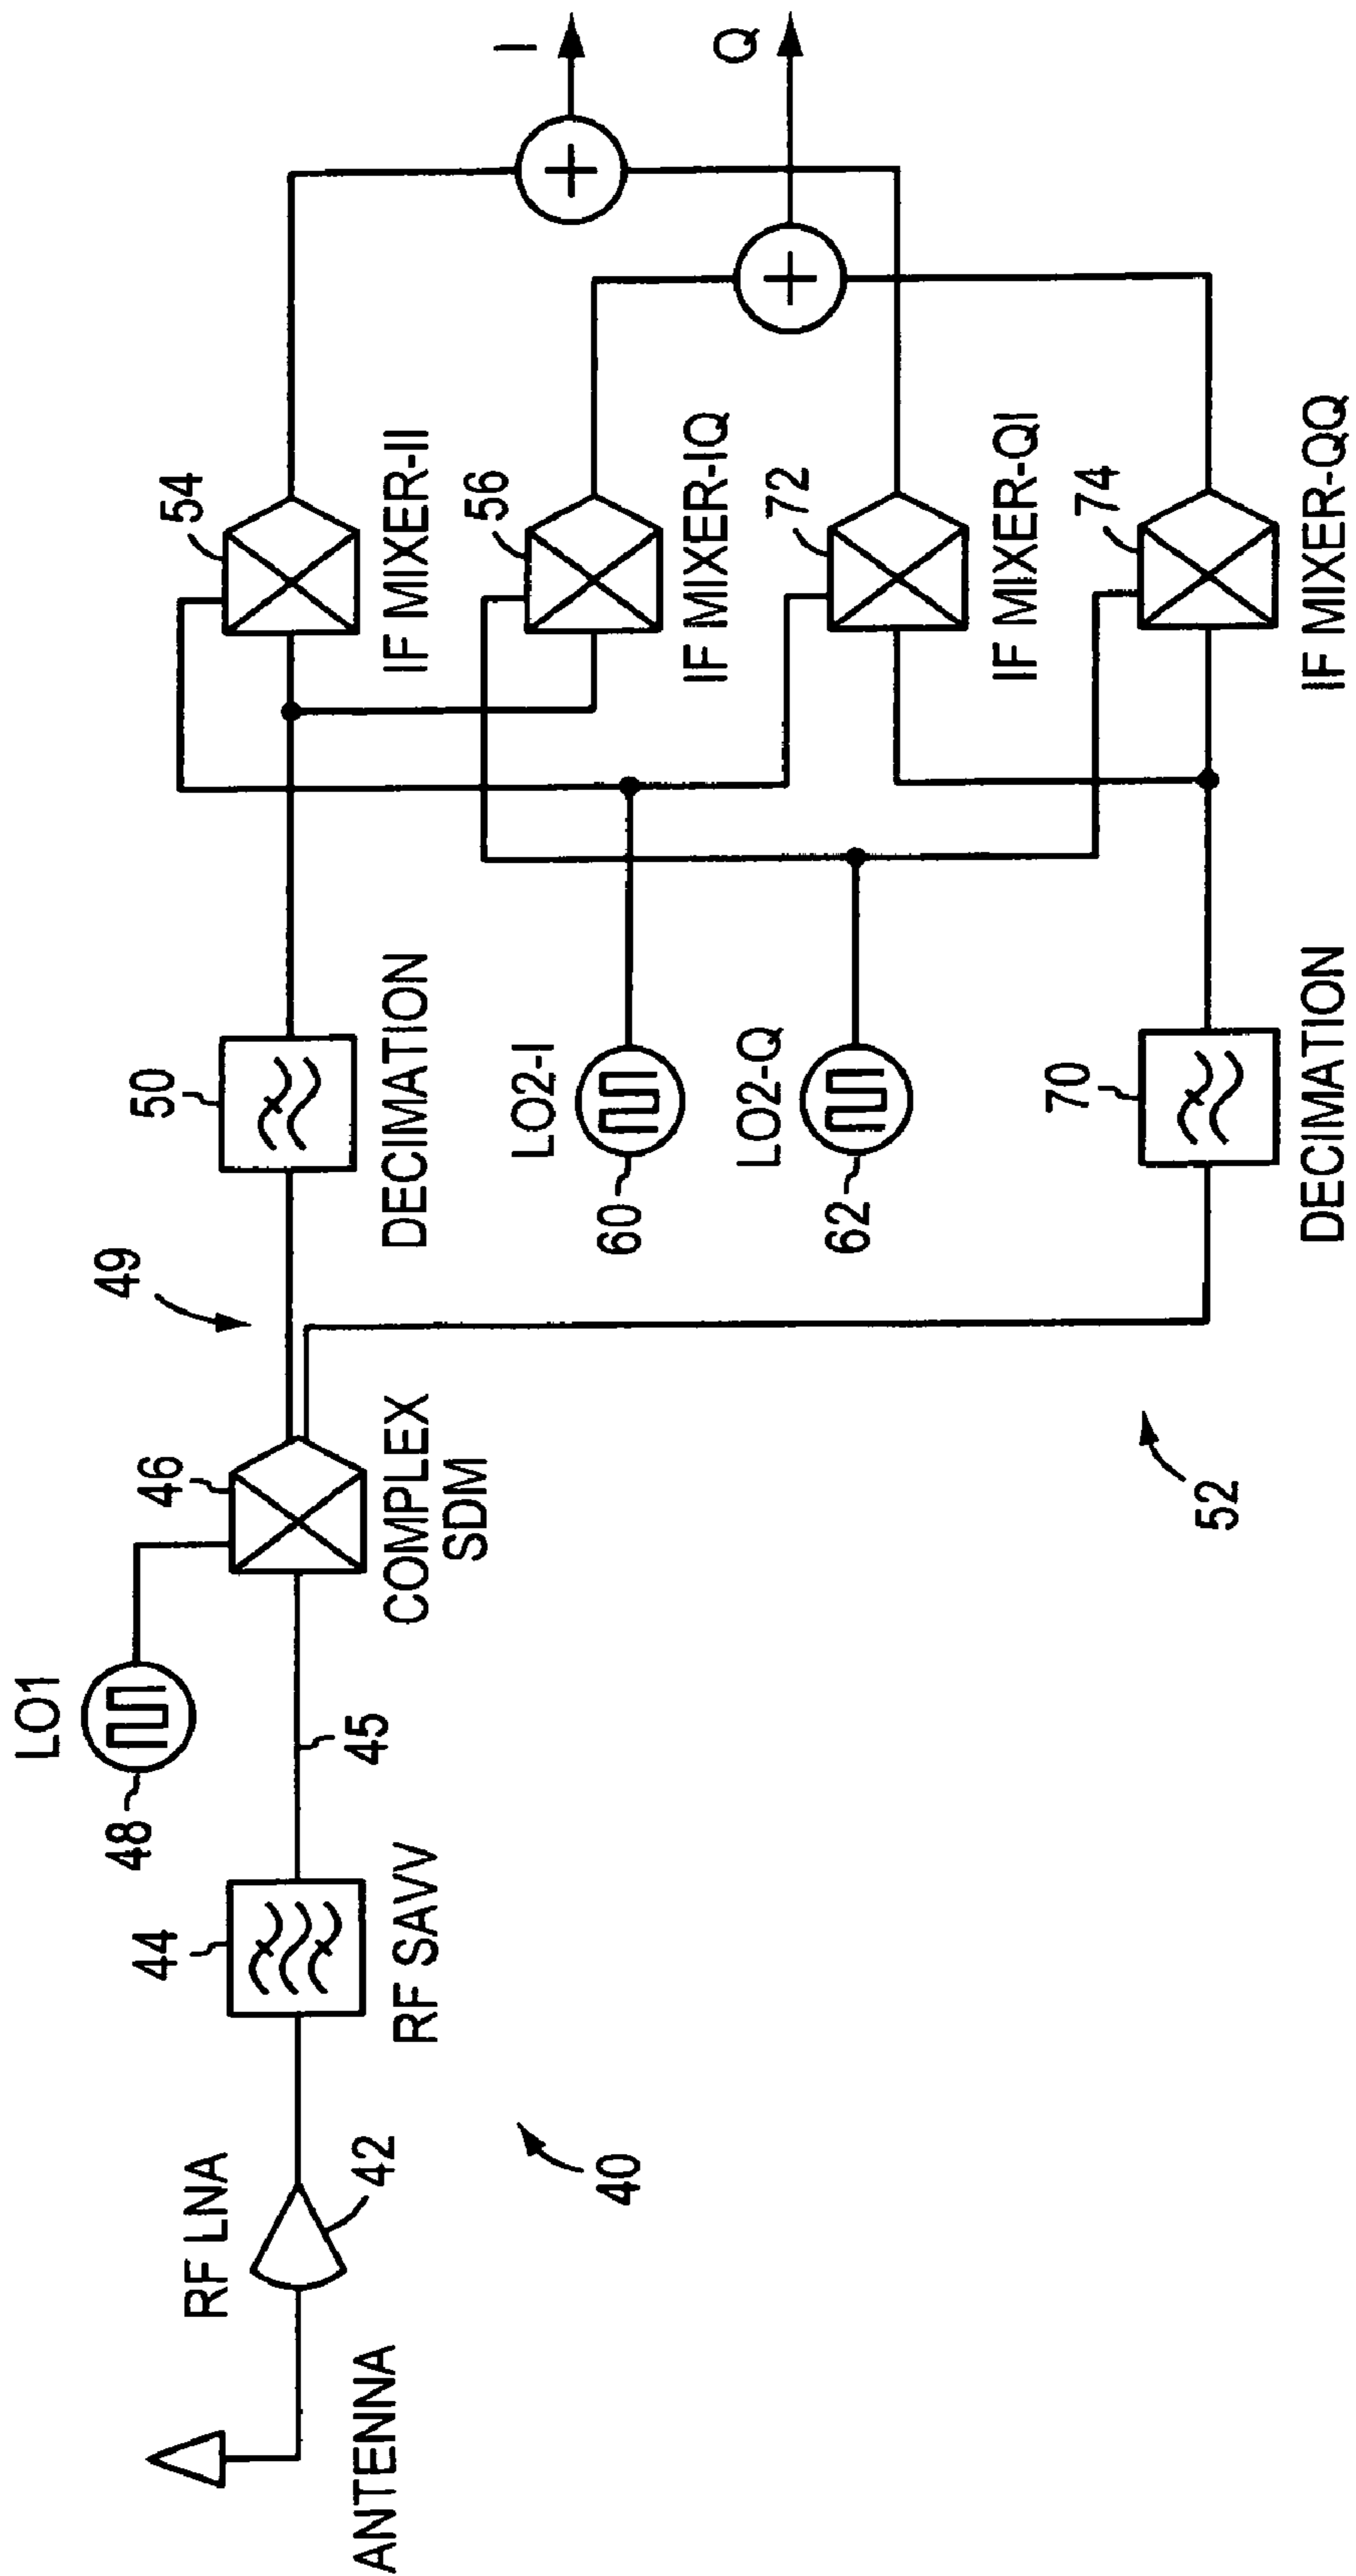 ANTENNA
RF LNA
42
40
44
RF SAVV
45
LO1
48
46
COMPLEX
SDM
49
52
50
DECIMATION
LO2-I
60
LO2-Q
62
70
DECIMATION
54
IF MIXER-II
56
IF MIXER-IQ
72
IF MIXER-QI
74
IF MIXER-QQ
I
Q